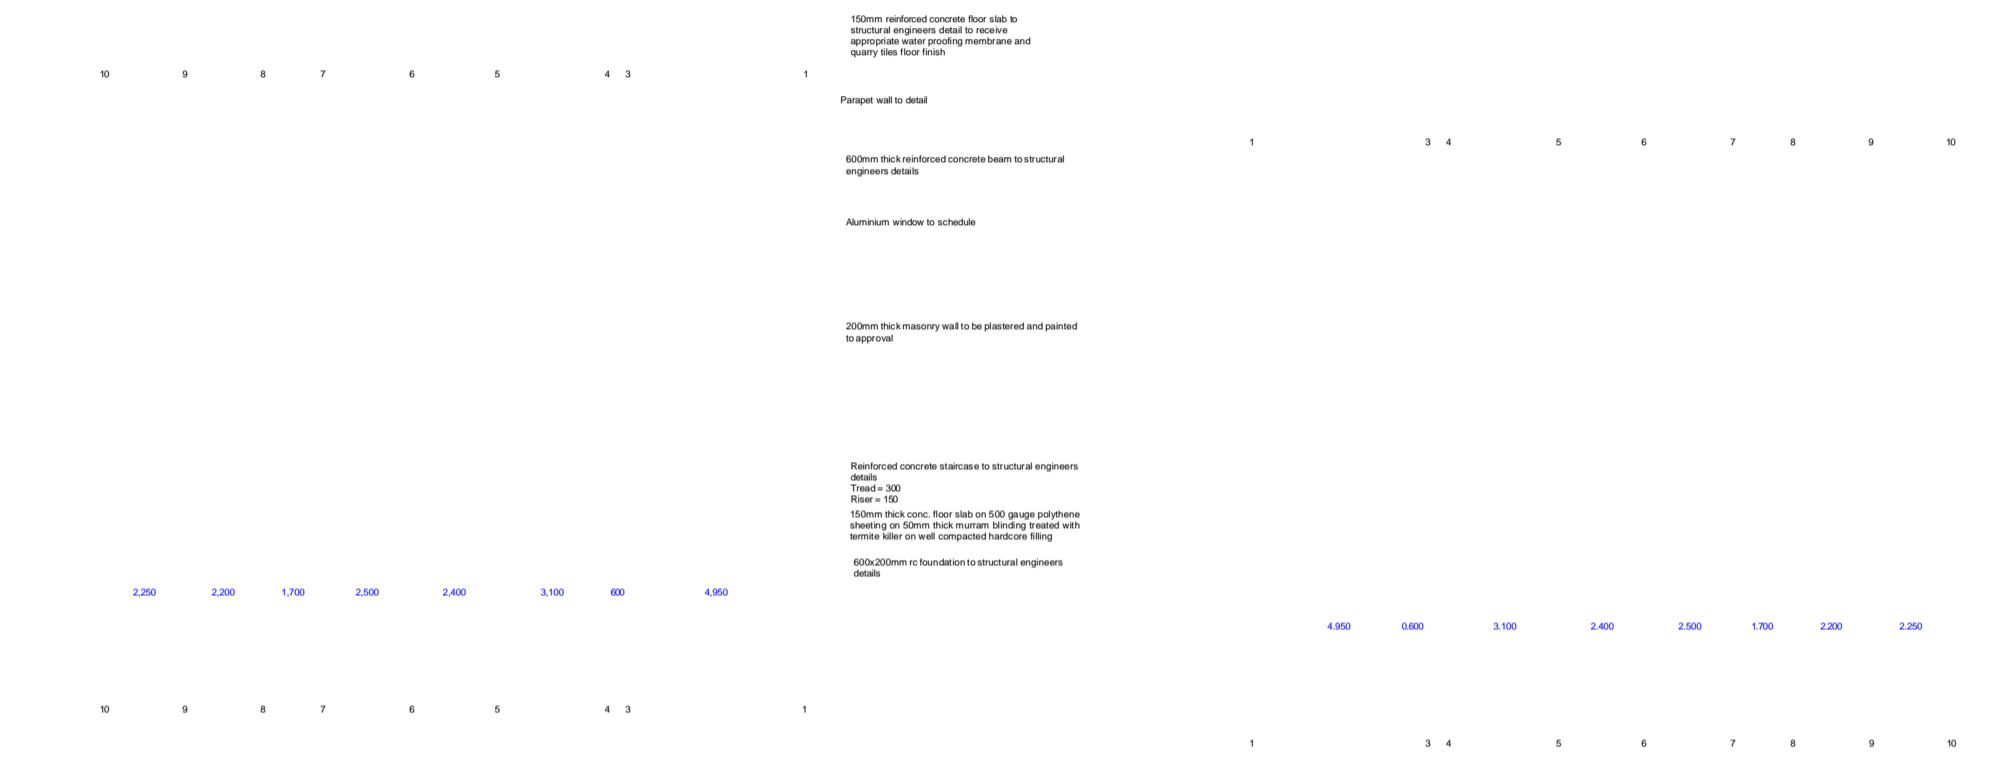 150mm reinforced concrete floor slab to
structural engineers detail to receive
appropriate water proofing membrane and
quarry tiles floor finish
10 9 8 7 6 5 4 3 1
Parapet wall to detail
1 3 4 5 6 7 8 9 10
600mm thick reinforced concrete beam to structural
engineers details
Aluminium window to schedule
200mm thick masonry wall to be plastered and painted
to approval
Reinforced concrete staircase to structural engineers
details
Tread = 300
Riser = 150
150mm thick conc. floor slab on 500 gauge polythene
sheeting on 50mm thick murram blinding treated with
termite killer on well compacted hardcore filling
600x200mm rc foundation to structural engineers
details
2,250 2,200 1,700 2,500 2,400 3,100 600 4,950
4.950 0.600 3.100 2.400 2.500 1.700 2.200 2.250
10 9 8 7 6 5 4 3 1
1 3 4 5 6 7 8 9 10